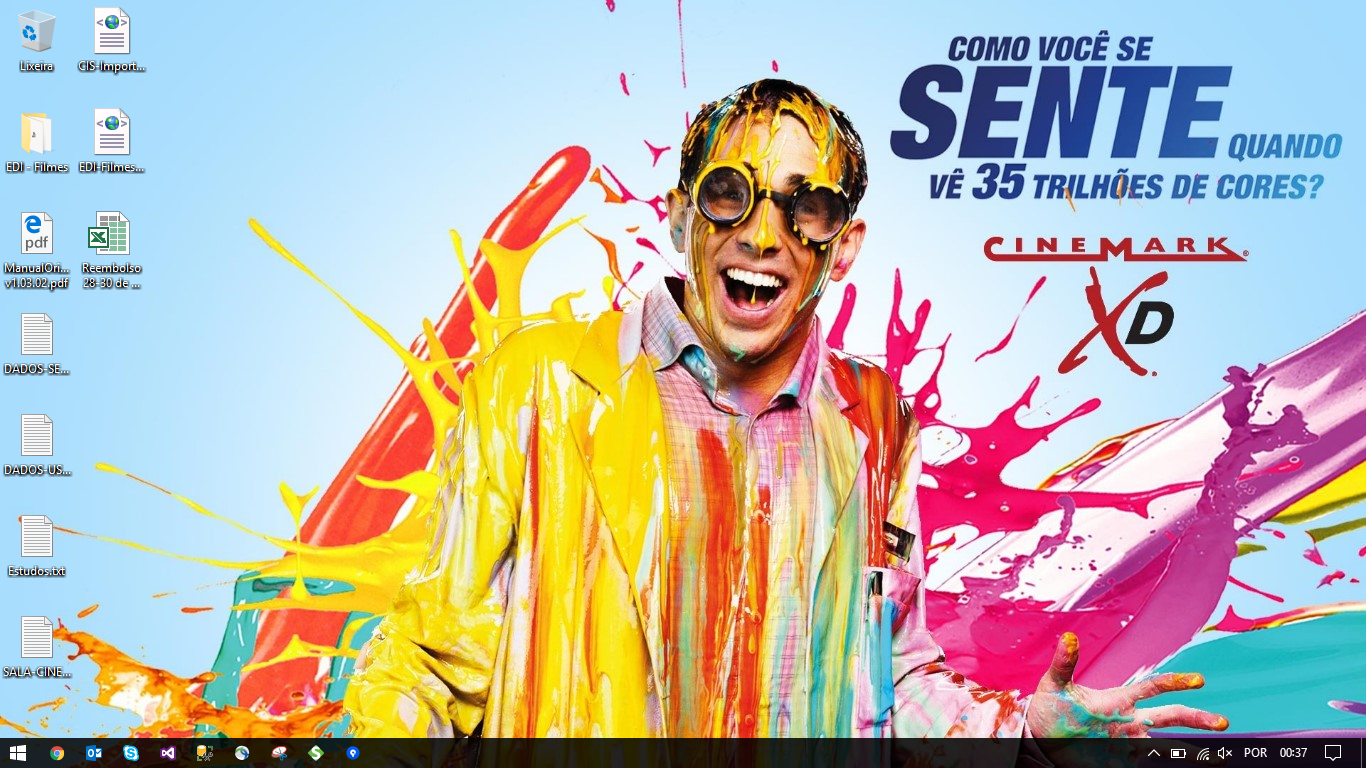 Lixeira
CIS-Import...
EDI - Filmes
EDI-Filmes...
pdf
ManualOri...
v1.03.02.pdf
Reembolso
28-30 de ...
DADOS-SE...
DADOS-US...
Estudos.txt
SALA-CINE...
COMO VOCÊ SE
SENTE QUANDO
VÊ 35 TRILHÕES DE CORES?
CINEMARK®
XD
POR
00:37